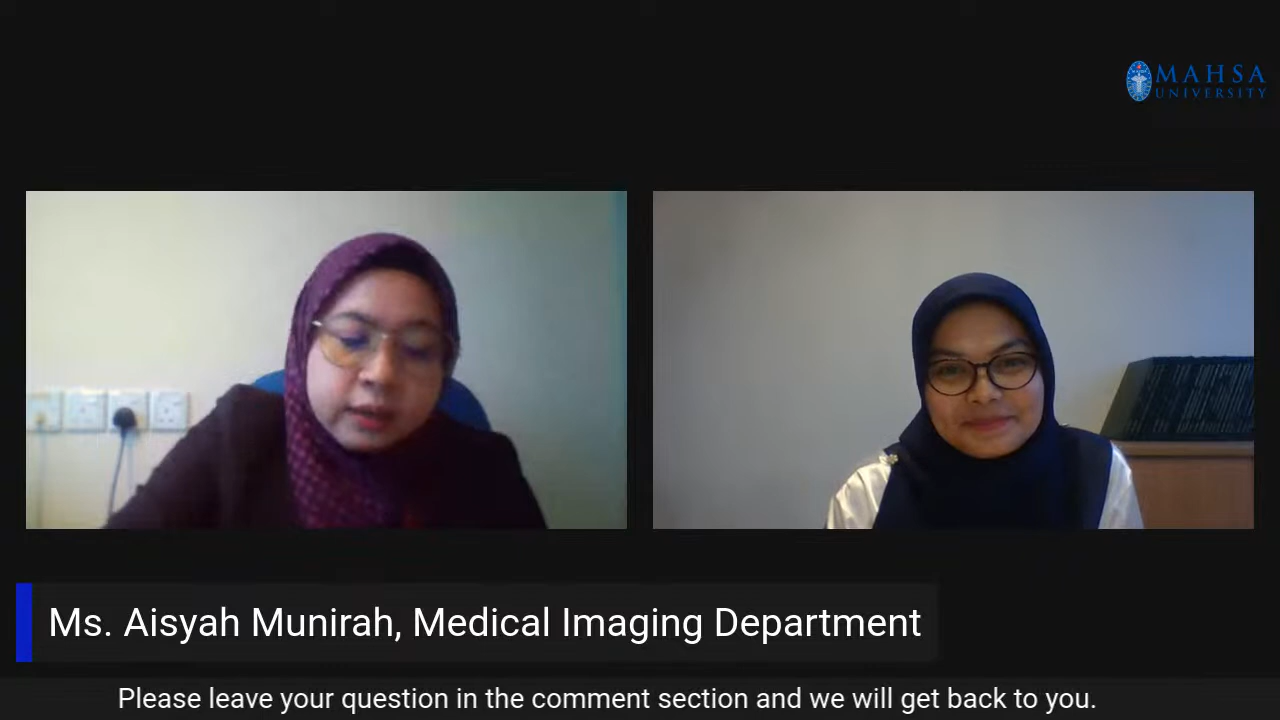 MAHSA
UNIVERSITY
Ms. Aisyah Munirah, Medical Imaging Department
Please leave your question in the comment section and we will get back to you.